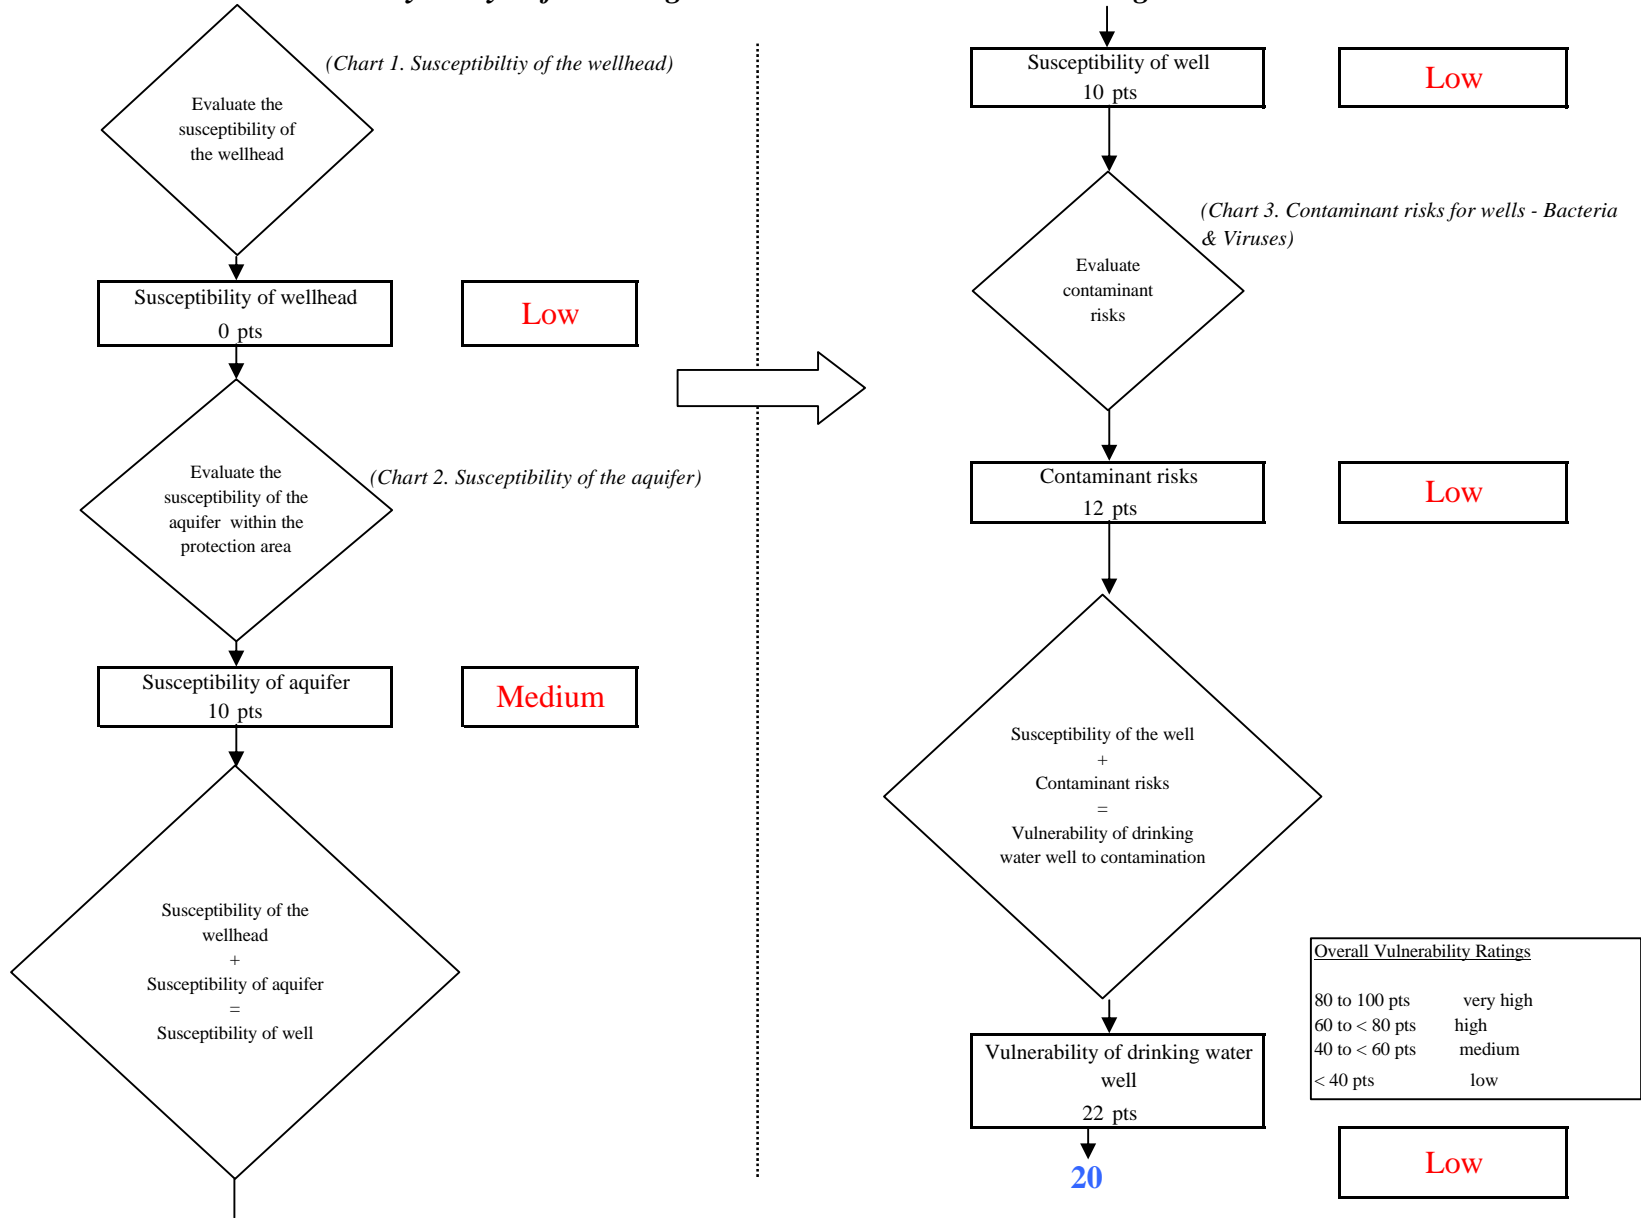 (Chart 1. Susceptibiltiy of the wellhead)
Evaluate the
susceptibility of
the wellhead
Susceptibility of wellhead
0 pts
Low
Evaluate the
susceptibility of the
aquifer within the
protection area
(Chart 2. Susceptibility of the aquifer)
Susceptibility of aquifer
10 pts
Medium
Susceptibility of the
wellhead
+
Susceptibility of aquifer
=
Susceptibility of well
Susceptibility of well
10 pts
Low
(Chart 3. Contaminant risks for wells - Bacteria
& Viruses)
Evaluate
contaminant
risks
Contaminant risks
12 pts
Low
Susceptibility of the well
+
Contaminant risks
=
Vulnerability of drinking
water well to contamination
Overall Vulnerability Ratings
80 to 100 pts very high
60 to < 80 pts high
40 to < 60 pts medium
< 40 pts low
Vulnerability of drinking water
well
22 pts
20
Low